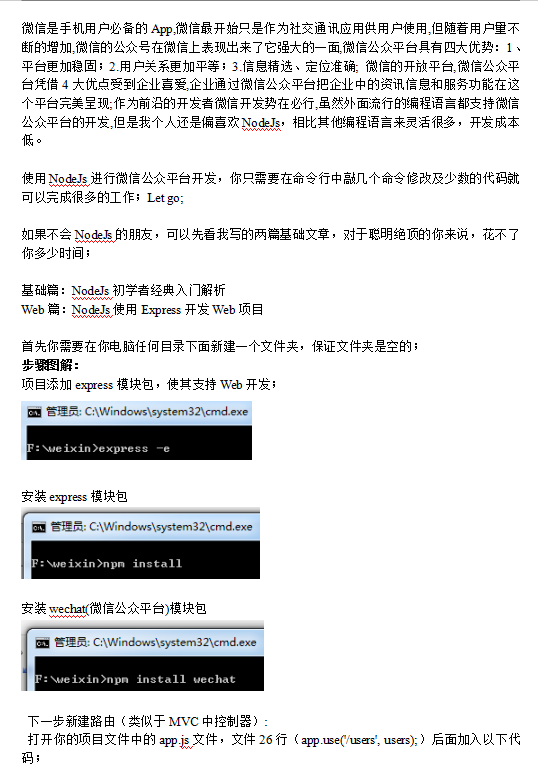 微信是手机用户必备的 App,微信最开始只是作为社交通讯应用供用户使用,但随着用户量不
断的增加,微信的公众号在微信上表现出来了它强大的一面,微信公众平台具有四大优势：1、
平台更加稳固；2.用户关系更加平等；3.信息精选、定位准确;  微信的开放平台,微信公众平
台凭借 4 大优点受到企业喜爱,企业通过微信公众平台把企业中的资讯信息和服务功能在这
个平台完美呈现;作为前沿的开发者微信开发势在必行,虽然外面流行的编程语言都支持微信
公众平台的开发,但是我个人还是偏喜欢 NodeJs，相比其他编程语言来灵活很多，开发成本
低。
使用 NodeJs 进行微信公众平台开发，你只需要在命令行中敲几个命令修改及少数的代码就
可以完成很多的工作；Let go;
如果不会 NodeJs 的朋友，可以先看我写的两篇基础文章，对于聪明绝顶的你来说，花不了
你多少时间；
基础篇：NodeJs 初学者经典入门解析
Web 篇：NodeJs 使用 Express 开发 Web 项目
首先你需要在你电脑任何目录下面新建一个文件夹，保证文件夹是空的；
步骤图解：
项目添加 express 模块包，使其支持 Web 开发；
管理员: C:\Windows\system32\cmd.exe
F:\weixin>express -e
安装 express 模块包
管理员: C:\Windows\system32\cmd.exe
F:\weixin>npm install
安装 wechat(微信公众平台)模块包
管理员: C:\Windows\system32\cmd.exe
F:\weixin>npm install wechat
下一步新建路由（类似于 MVC 中控制器）:
打开你的项目文件中的 app.js 文件，文件 26 行（app.use('/users', users);）后面加入以下代
码；